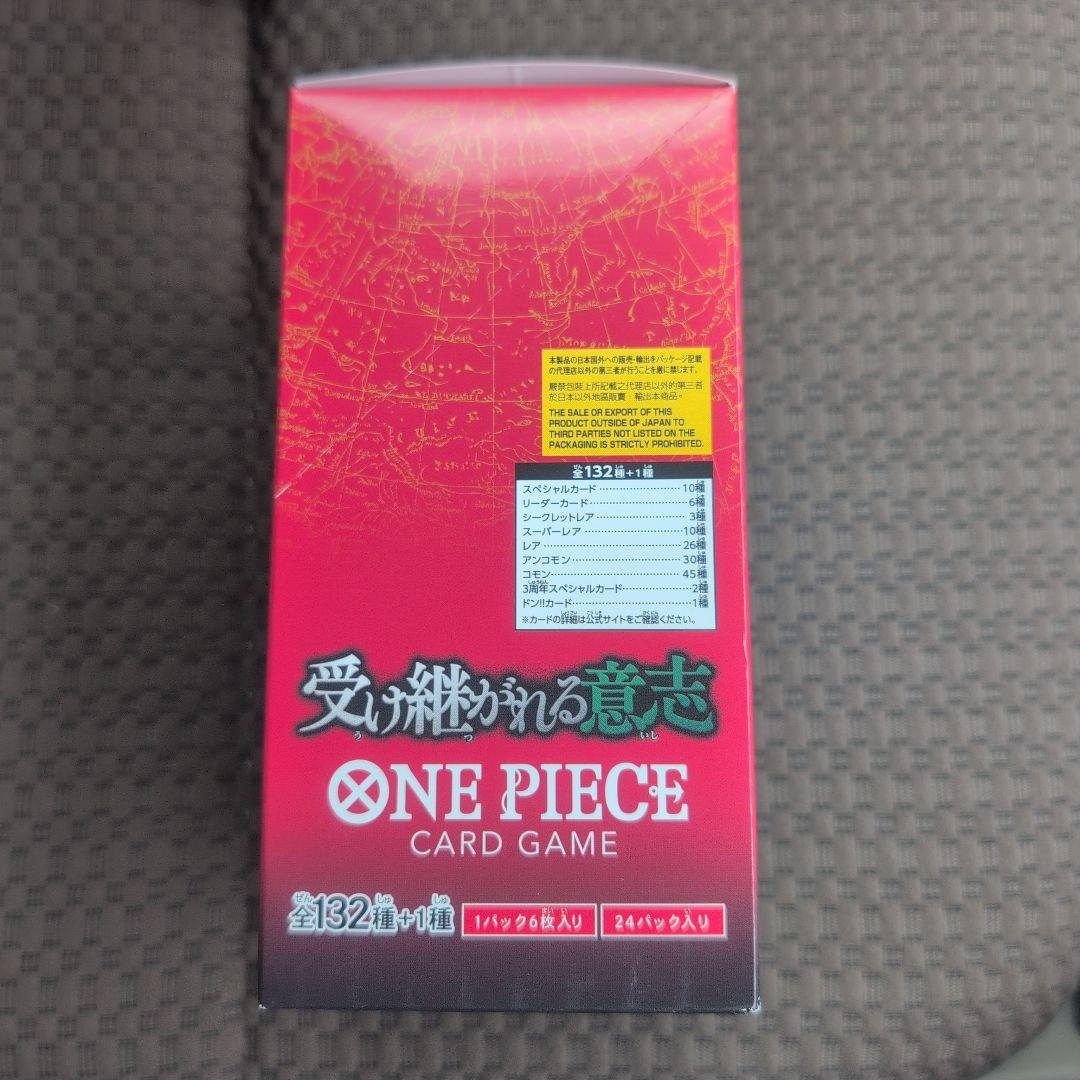 本製品の日本国外への販売・輸出をパッケージ記載
の代理店以外の第三者が行うことを厳に禁じます。
嚴禁包裝上所記載之代理店以外的第三者
於日本以外地區販賣・輸出本商品。
THE SALE OR EXPORT OF THIS
PRODUCT OUTSIDE OF JAPAN TO
THIRD PARTIES NOT LISTED ON THE
PACKAGING IS STRICTLY PROHIBITED.
全132種+1種
スペシャルカード……………………10種
リーダーカード………………………6種
シークレットレア……………………3種
スーパーレア…………………………10種
レア……………………………………26種
アンコモン……………………………30種
コモン…………………………………45種
3周年スペシャルカード………………2種
ドン!!カード…………………………1種
※カードの詳細は公式サイトをご確認ください。
受け継がれる意志
ONE PIECE
CARD GAME
全132種+1種 1パック6枚入り 24パック入り